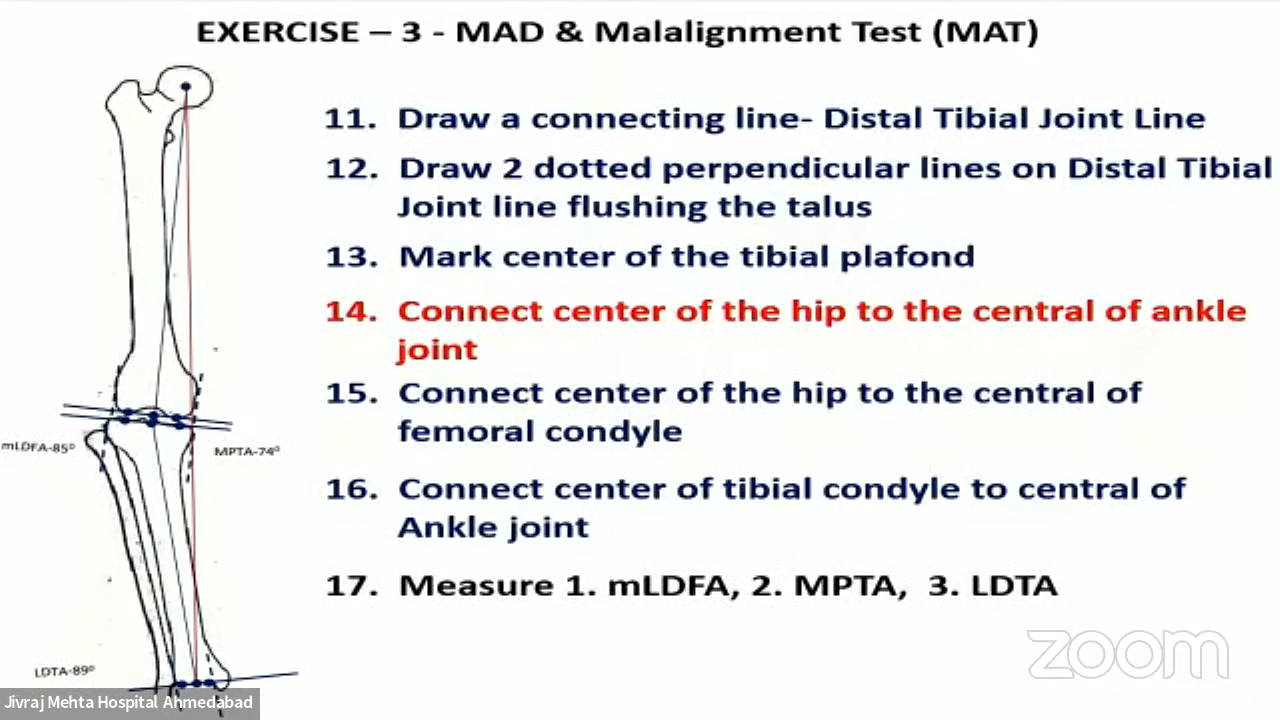 EXERCISE – 3 - MAD & Malalignment Test (MAT)
11. Draw a connecting line- Distal Tibial Joint Line
12. Draw 2 dotted perpendicular lines on Distal Tibial
Joint line flushing the talus
13. Mark center of the tibial plafond
14. Connect center of the hip to the central of ankle
joint
15. Connect center of the hip to the central of
femoral condyle
16. Connect center of tibial condyle to central of
Ankle joint
17. Measure 1. mLDFA, 2. MPTA, 3. LDTA
mLDFA-85⁰
MPTA-74⁰
LDTA-89⁰
zoom
Jivraj Mehta Hospital Ahmedabad